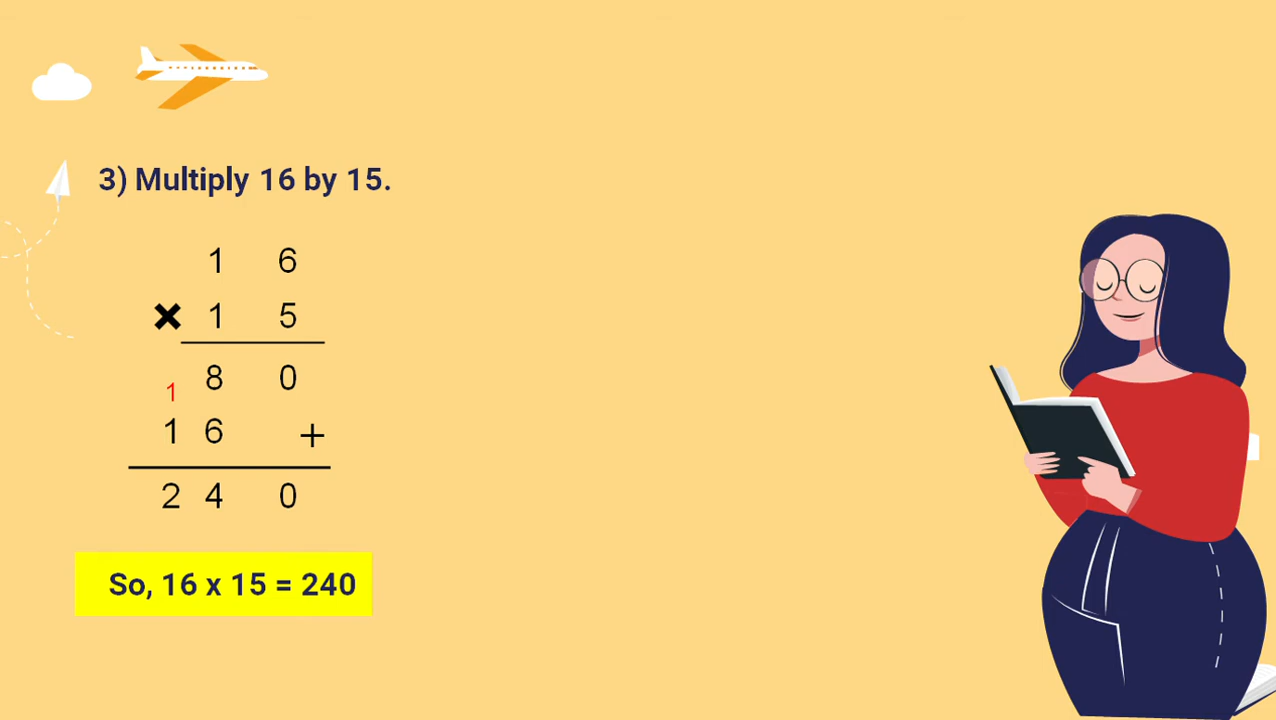 3) Multiply 16 by 15.
1 6
× 1 5
8 0
1
1 6 +
2 4 0
So, 16 x 15 = 240